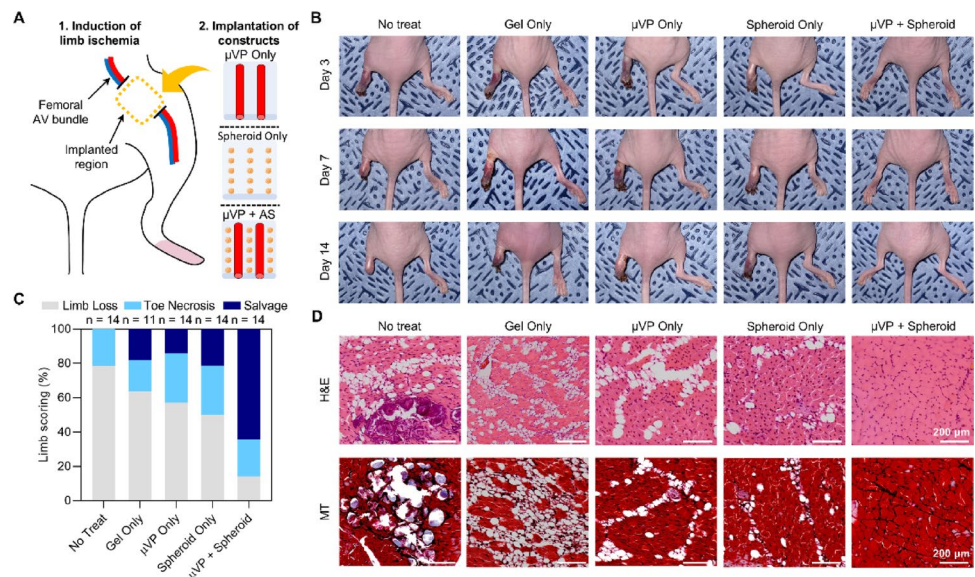 A
1. Induction of
limb ischemia
2. Implantation of
constructs
µVP Only
Femoral
AV bundle
Implanted
region
Spheroid Only
µVP + AS
B
No treat
Gel Only
µVP Only
Spheroid Only
µVP + Spheroid
Day 3
Day 7
Day 14
C
Limb Loss
Toe Necrosis
Salvage
n = 14
n = 11
n = 14
n = 14
n = 14
Limb scoring (%)
100
80
60
40
20
0
No Treat
Gel Only
µVP Only
Spheroid Only
µVP + Spheroid
D
No treat
Gel Only
µVP Only
Spheroid Only
µVP + Spheroid
H&E
200 µm
MT
200 µm